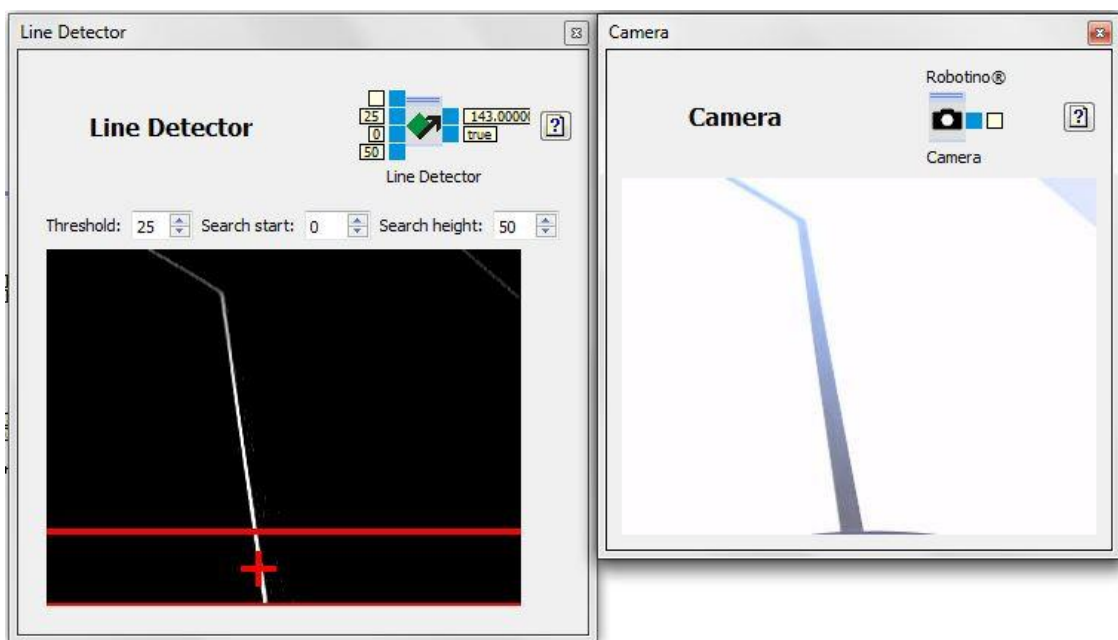 Line Detector
Line Detector
25
0
50
143.0000
true
Line Detector
Threshold: 25 Search start: 0 Search height: 50
Camera
Robotino®
Camera
Camera